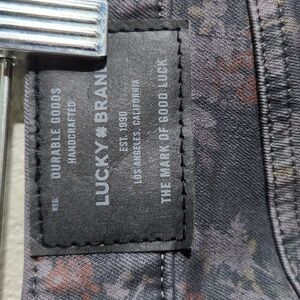 REG.
DURABLE GOODS
HANDCRAFTED
LUCKY BRAND
EST. 1990
LOS ANGELES, CALIFORNIA
THE MARK OF GOOD LUCK